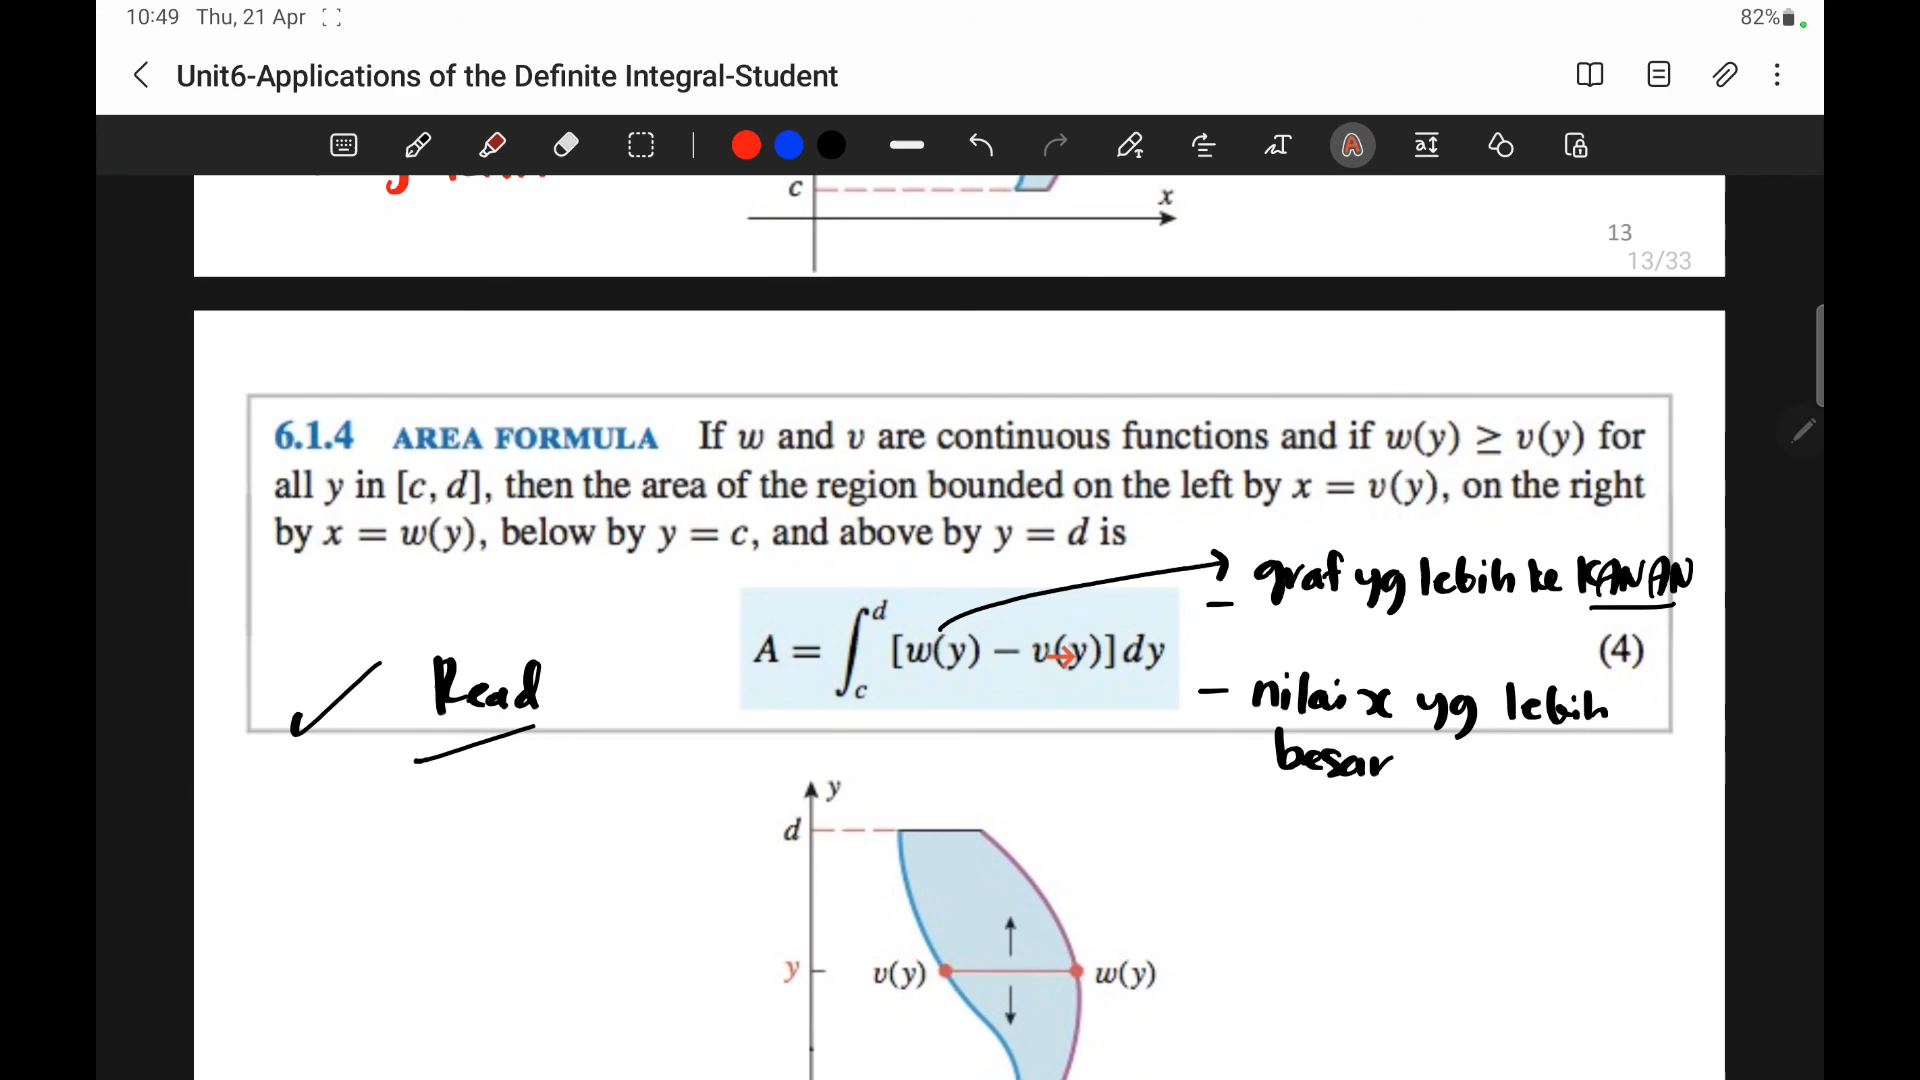 10:49 Thu, 21 Apr
82%
Unit6-Applications of the Definite Integral-Student
c
x
13
13/33
6.1.4 AREA FORMULA If w and v are continuous functions and if w(y) ≥ v(y) for
all y in [c, d], then the area of the region bounded on the left by x = v(y), on the right
by x = w(y), below by y = c, and above by y = d is
graf yg lebih ke KANAN
A = ∫_c^d [w(y) − v(y)] dy
(4)
Read
– nilai x yg lebih
besar
y
d
y
v(y)
w(y)